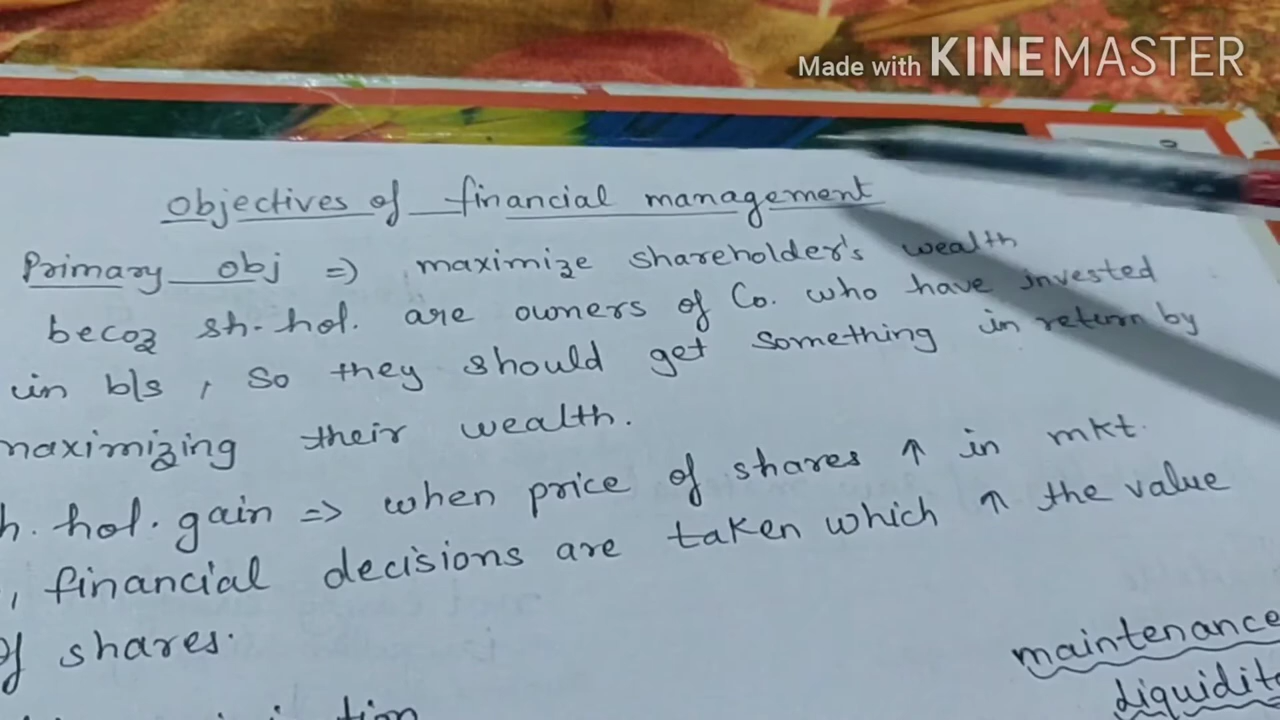 Made with KINEMASTER
Objectives of financial management
Primary obj => maximize shareholder's wealth
becoz sh. hol. are owners of Co. who have invested
in b/s, so they should get something in return by
maximizing their wealth.
h. hol. gain => when price of shares ↑ in mkt.
, financial decisions are taken which ↑ the value
of shares.
maintenance